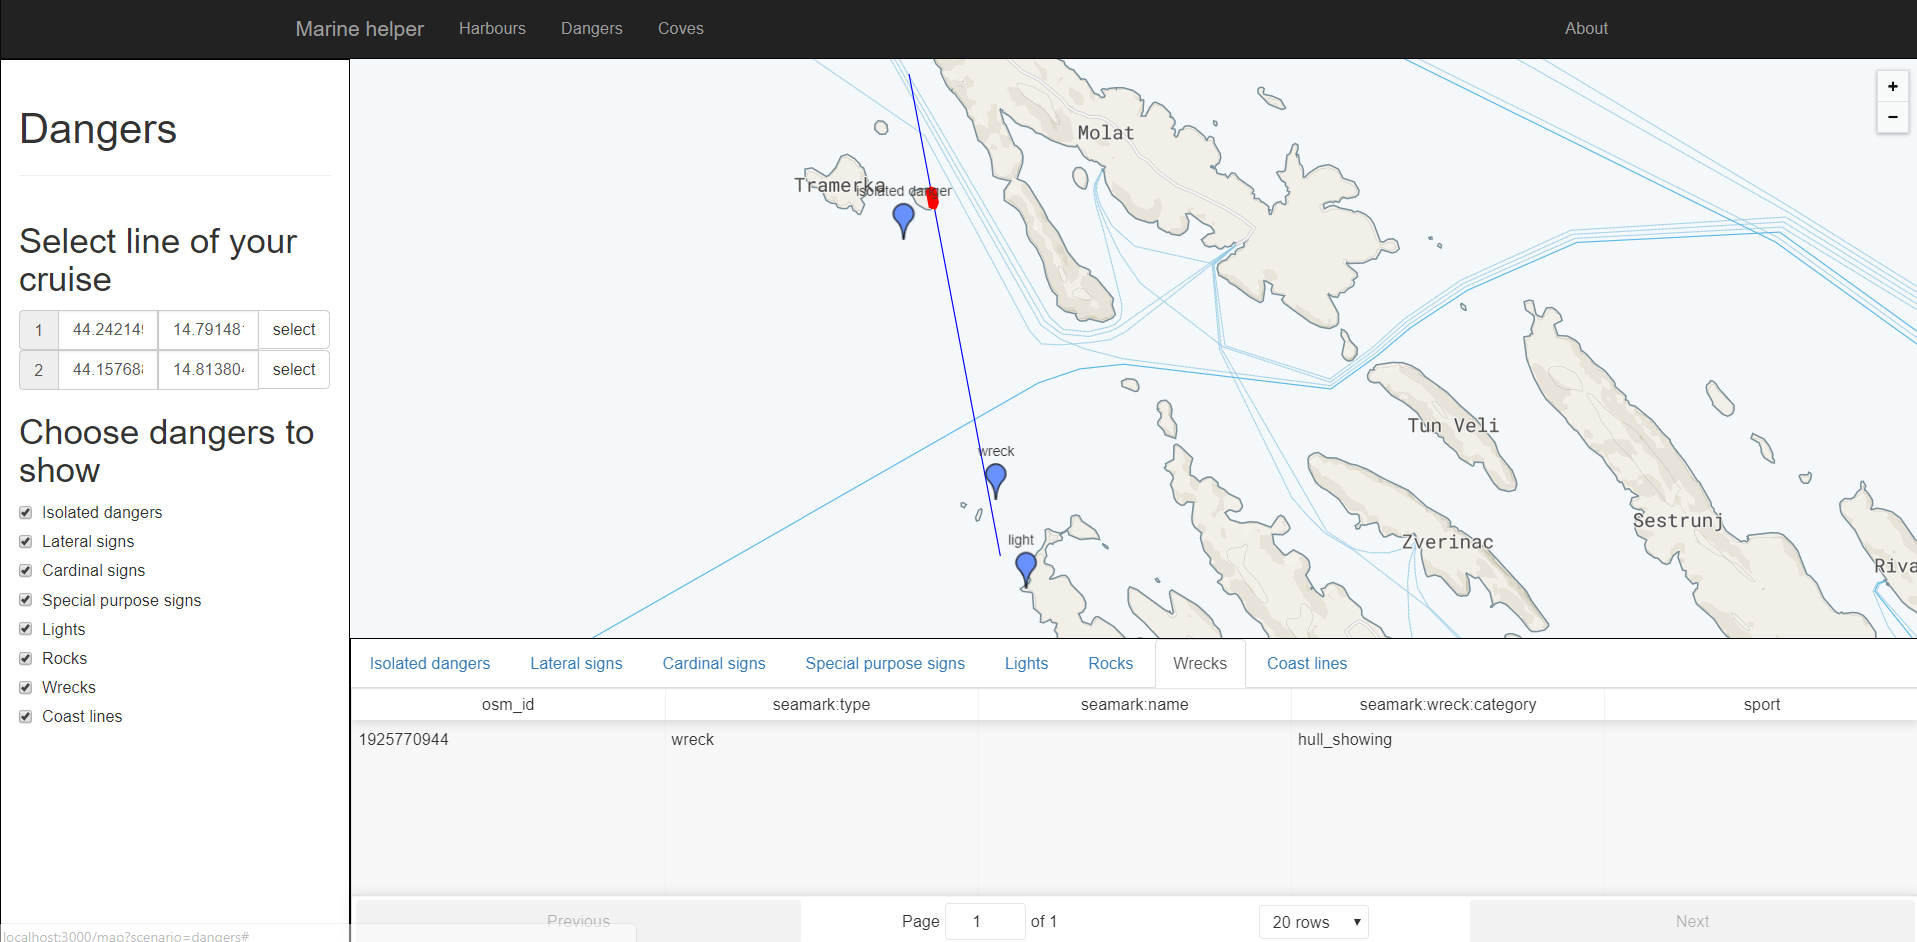 Marine helper Harbours Dangers Coves About
Dangers
Select line of your
cruise
1 44.242149 14.791481 select
2 44.157688 14.813804 select
Choose dangers to
show
Isolated dangers
Lateral signs
Cardinal signs
Special purpose signs
Lights
Rocks
Wrecks
Coast lines
+
−
Molat
Tramerka
isolated danger
Tun Veli
wreck
Sestrunj
light
Zverinac
Riva
Isolated dangers Lateral signs Cardinal signs Special purpose signs Lights Rocks Wrecks Coast lines
osm_id seamark:type seamark:name seamark:wreck:category sport
1925770944 wreck hull_showing
Previous Page 1 of 1 20 rows Next
localhost:3000/map?scenario=dangers#